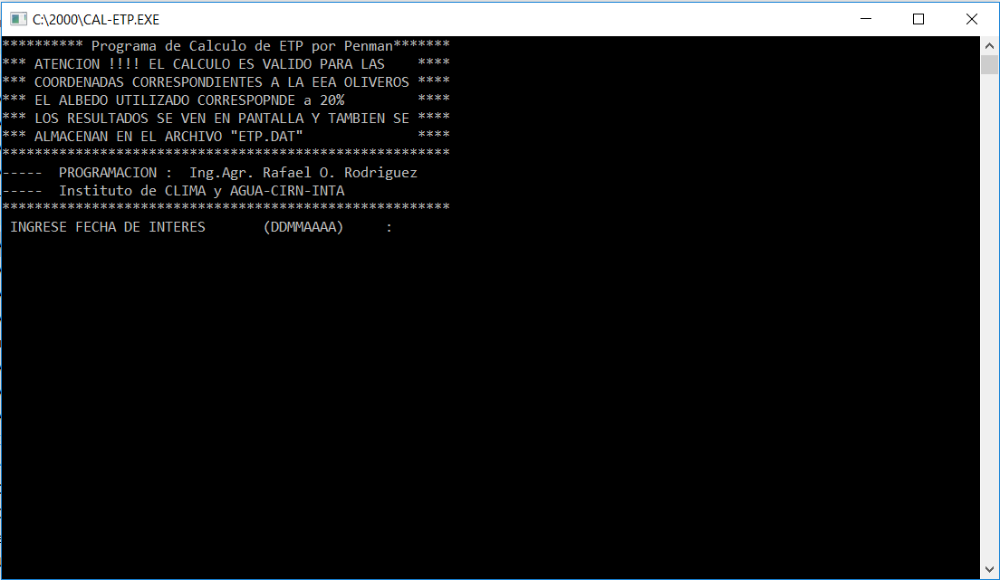 C:\2000\CAL-ETP.EXE
********** Programa de Calculo de ETP por Penman*******
*** ATENCION !!!! EL CALCULO ES VALIDO PARA LAS    ****
*** COORDENADAS CORRESPONDIENTES A LA EEA OLIVEROS ****
*** EL ALBEDO UTILIZADO CORRESPOPNDE a 20%         ****
*** LOS RESULTADOS SE VEN EN PANTALLA Y TAMBIEN SE ****
*** ALMACENAN EN EL ARCHIVO "ETP.DAT"              ****
*******************************************************
-----  PROGRAMACION :  Ing.Agr. Rafael O. Rodriguez
-----  Instituto de CLIMA y AGUA-CIRN-INTA
*******************************************************
INGRESE FECHA DE INTERES       (DDMMAAAA)     :